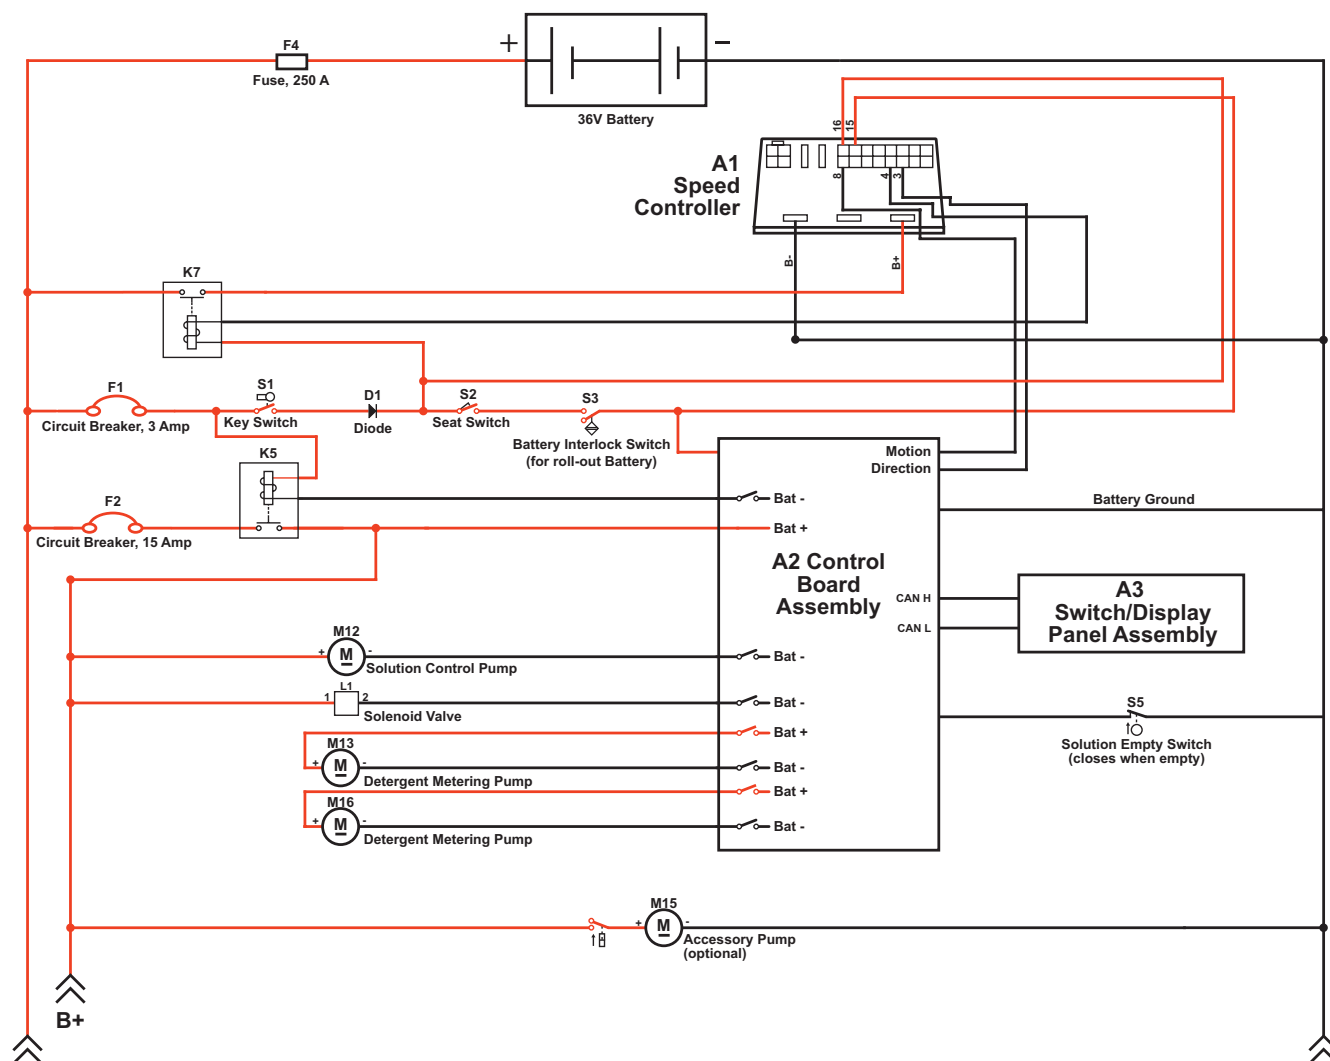 F4
Fuse, 250 A
+
–
36V Battery
16
15
A1
Speed
Controller
8
4
3
B-
B+
K7
F1
Circuit Breaker, 3 Amp
S1
Key Switch
D1
Diode
S2
Seat Switch
S3
Battery Interlock Switch
(for roll-out Battery)
Motion
Direction
K5
Bat -
Battery Ground
F2
Circuit Breaker, 15 Amp
Bat +
A2 Control
Board
Assembly
CAN H
CAN L
A3
Switch/Display
Panel Assembly
M12
+
M
-
Solution Control Pump
Bat -
L1
1
2
Solenoid Valve
Bat -
S5
Solution Empty Switch
(closes when empty)
Bat +
M13
+
M
-
Detergent Metering Pump
Bat -
Bat +
M16
+
M
-
Detergent Metering Pump
Bat -
M15
+
M
-
Accessory Pump
(optional)
B+